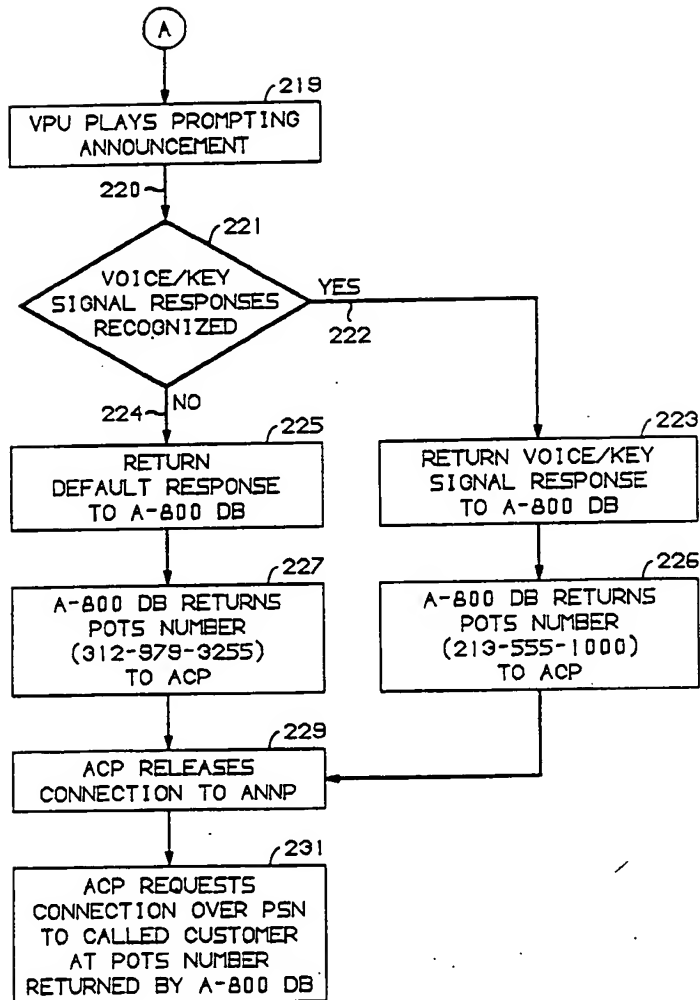 A
219
VPU PLAYS PROMPTING
ANNOUNCEMENT
220
221
VOICE/KEY
SIGNAL RESPONSES
RECOGNIZED
YES
222
224
NO
225
RETURN
DEFAULT RESPONSE
TO A-800 DB
223
RETURN VOICE/KEY
SIGNAL RESPONSE
TO A-800 DB
227
A-800 DB RETURNS
POTS NUMBER
(312-979-3255)
TO ACP
226
A-800 DB RETURNS
POTS NUMBER
(213-555-1000)
TO ACP
229
ACP RELEASES
CONNECTION TO ANNP
231
ACP REQUESTS
CONNECTION OVER PSN
TO CALLED CUSTOMER
AT POTS NUMBER
RETURNED BY A-800 DB